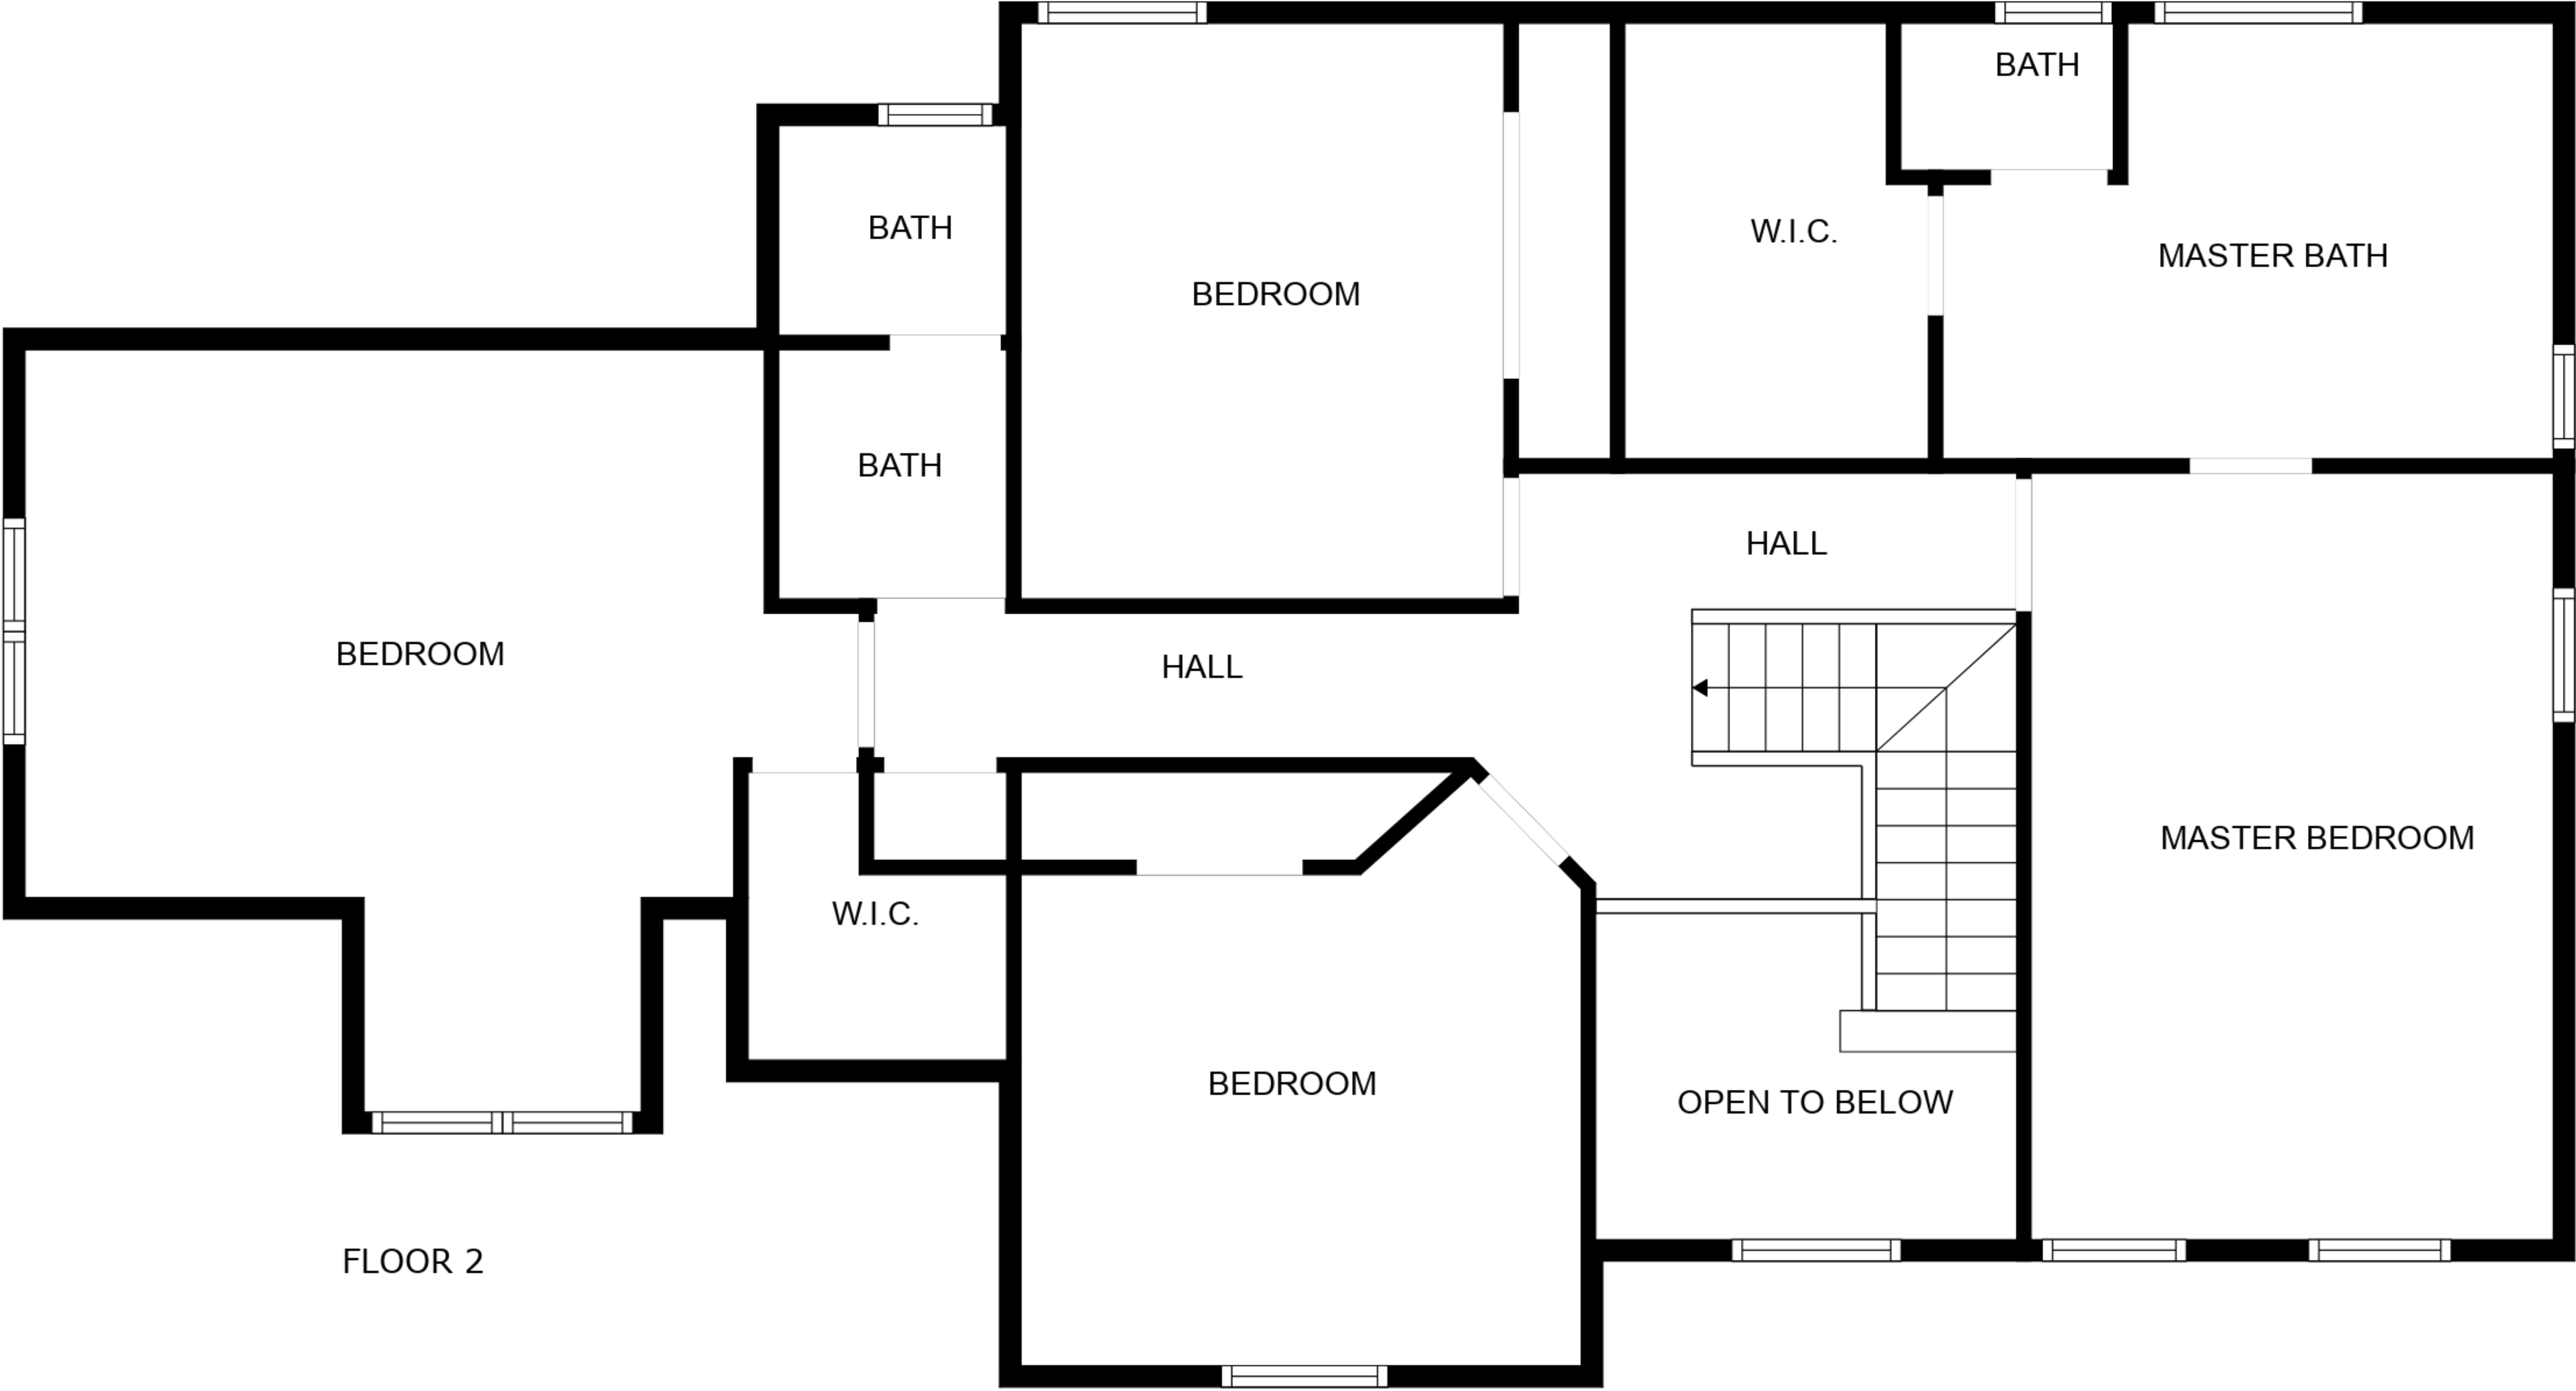 BATH
BATH
W.I.C.
MASTER BATH
BEDROOM
BATH
HALL
BEDROOM
HALL
MASTER BEDROOM
W.I.C.
BEDROOM
OPEN TO BELOW
FLOOR 2